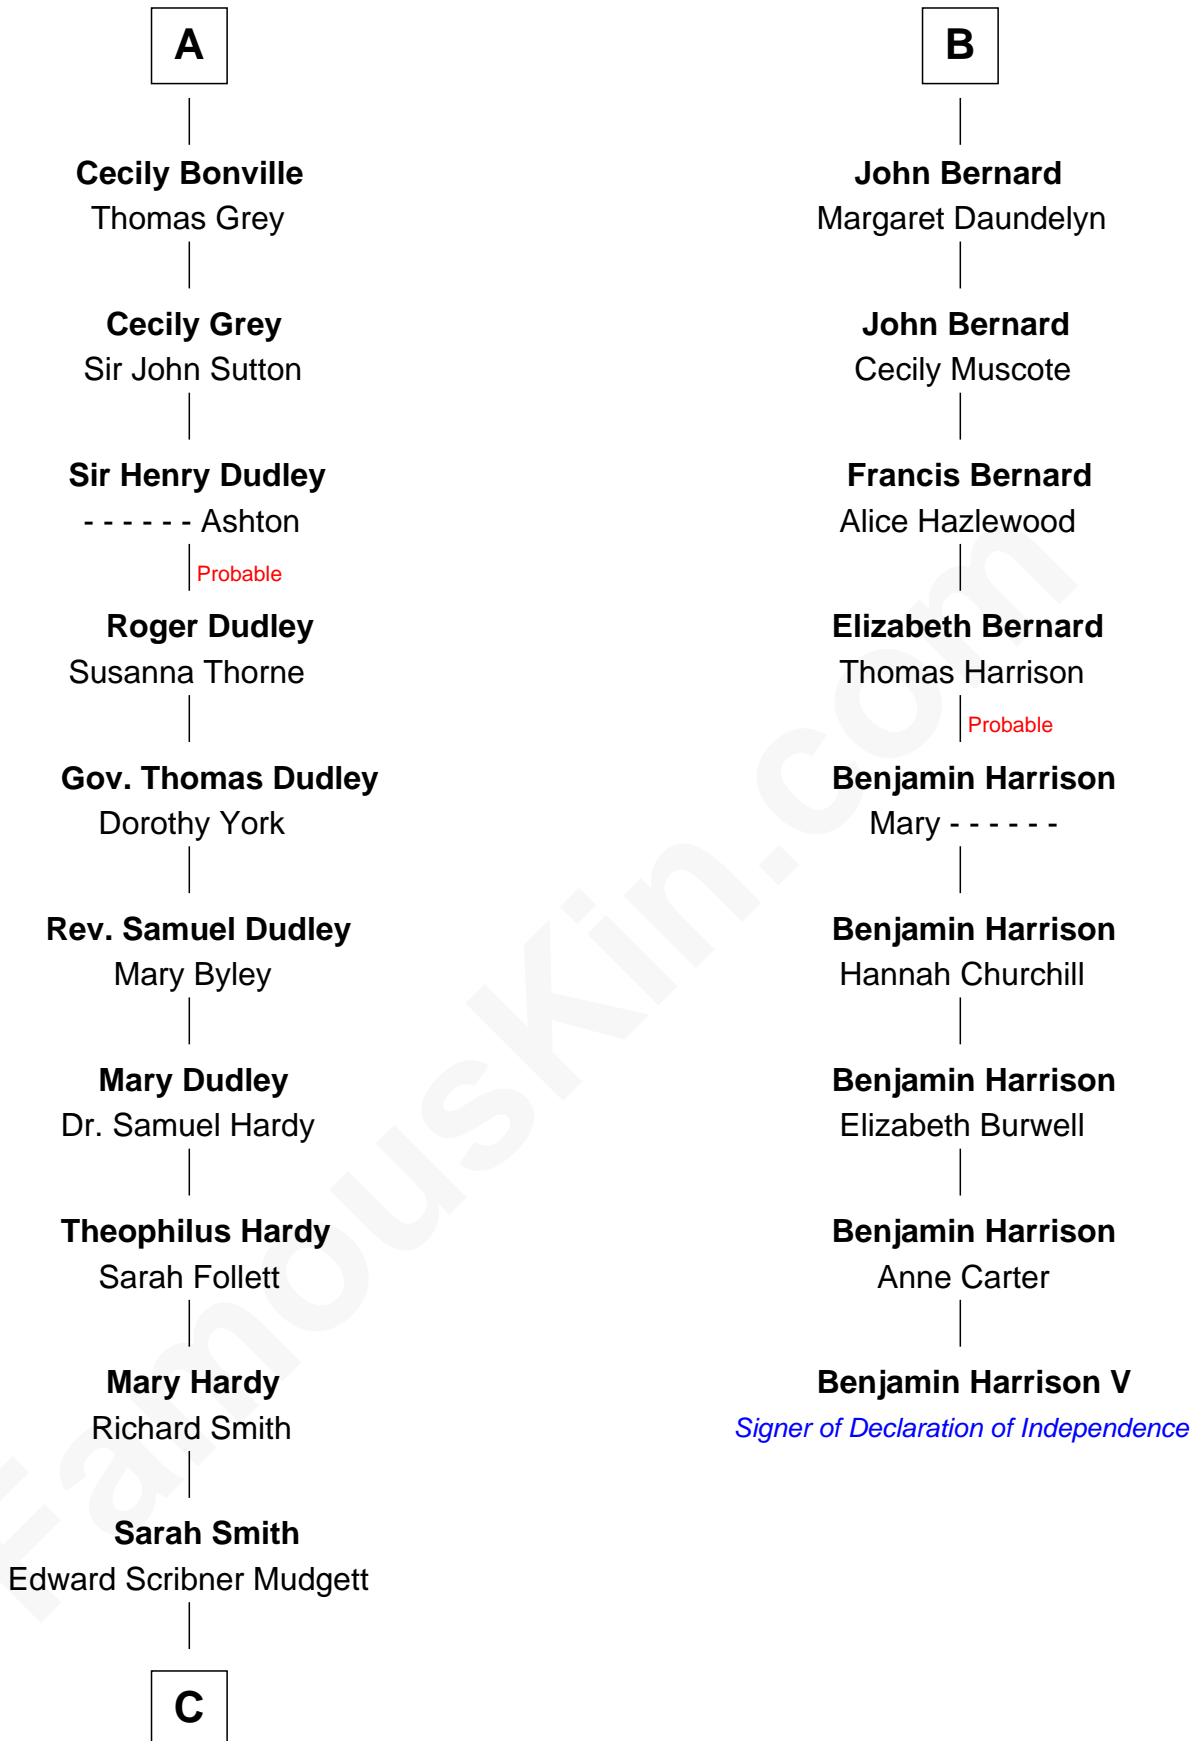 A
Cecily Bonville
Thomas Grey
Cecily Grey
Sir John Sutton
Sir Henry Dudley
- - - - - - Ashton
Probable
Roger Dudley
Susanna Thorne
Gov. Thomas Dudley
Dorothy York
Rev. Samuel Dudley
Mary Byley
Mary Dudley
Dr. Samuel Hardy
Theophilus Hardy
Sarah Follett
Mary Hardy
Richard Smith
Sarah Smith
Edward Scribner Mudgett
C
B
John Bernard
Margaret Daundelyn
John Bernard
Cecily Muscote
Francis Bernard
Alice Hazlewood
Elizabeth Bernard
Thomas Harrison
Probable
Benjamin Harrison
Mary - - - - - -
Benjamin Harrison
Hannah Churchill
Benjamin Harrison
Elizabeth Burwell
Benjamin Harrison
Anne Carter
Benjamin Harrison V
Signer of Declaration of Independence
FamousKin.com